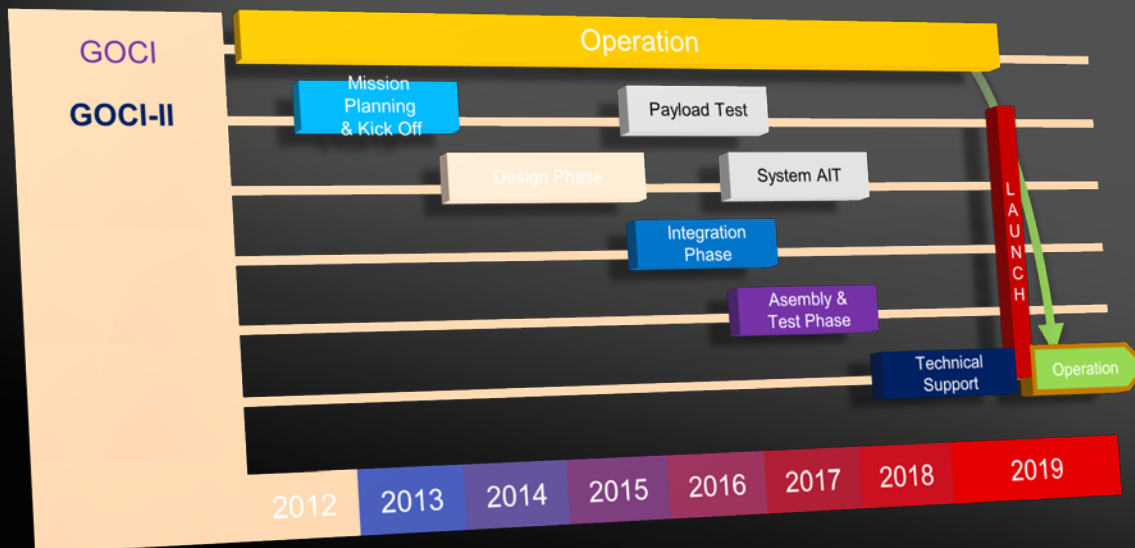 GOCI
Operation
GOCI-II
Mission
Planning
& Kick Off
Payload Test
Design Phase
System AIT
Integration
Phase
Asembly &
Test Phase
LAUNCH
Technical
Support
Operation
2012 2013 2014 2015 2016 2017 2018 2019